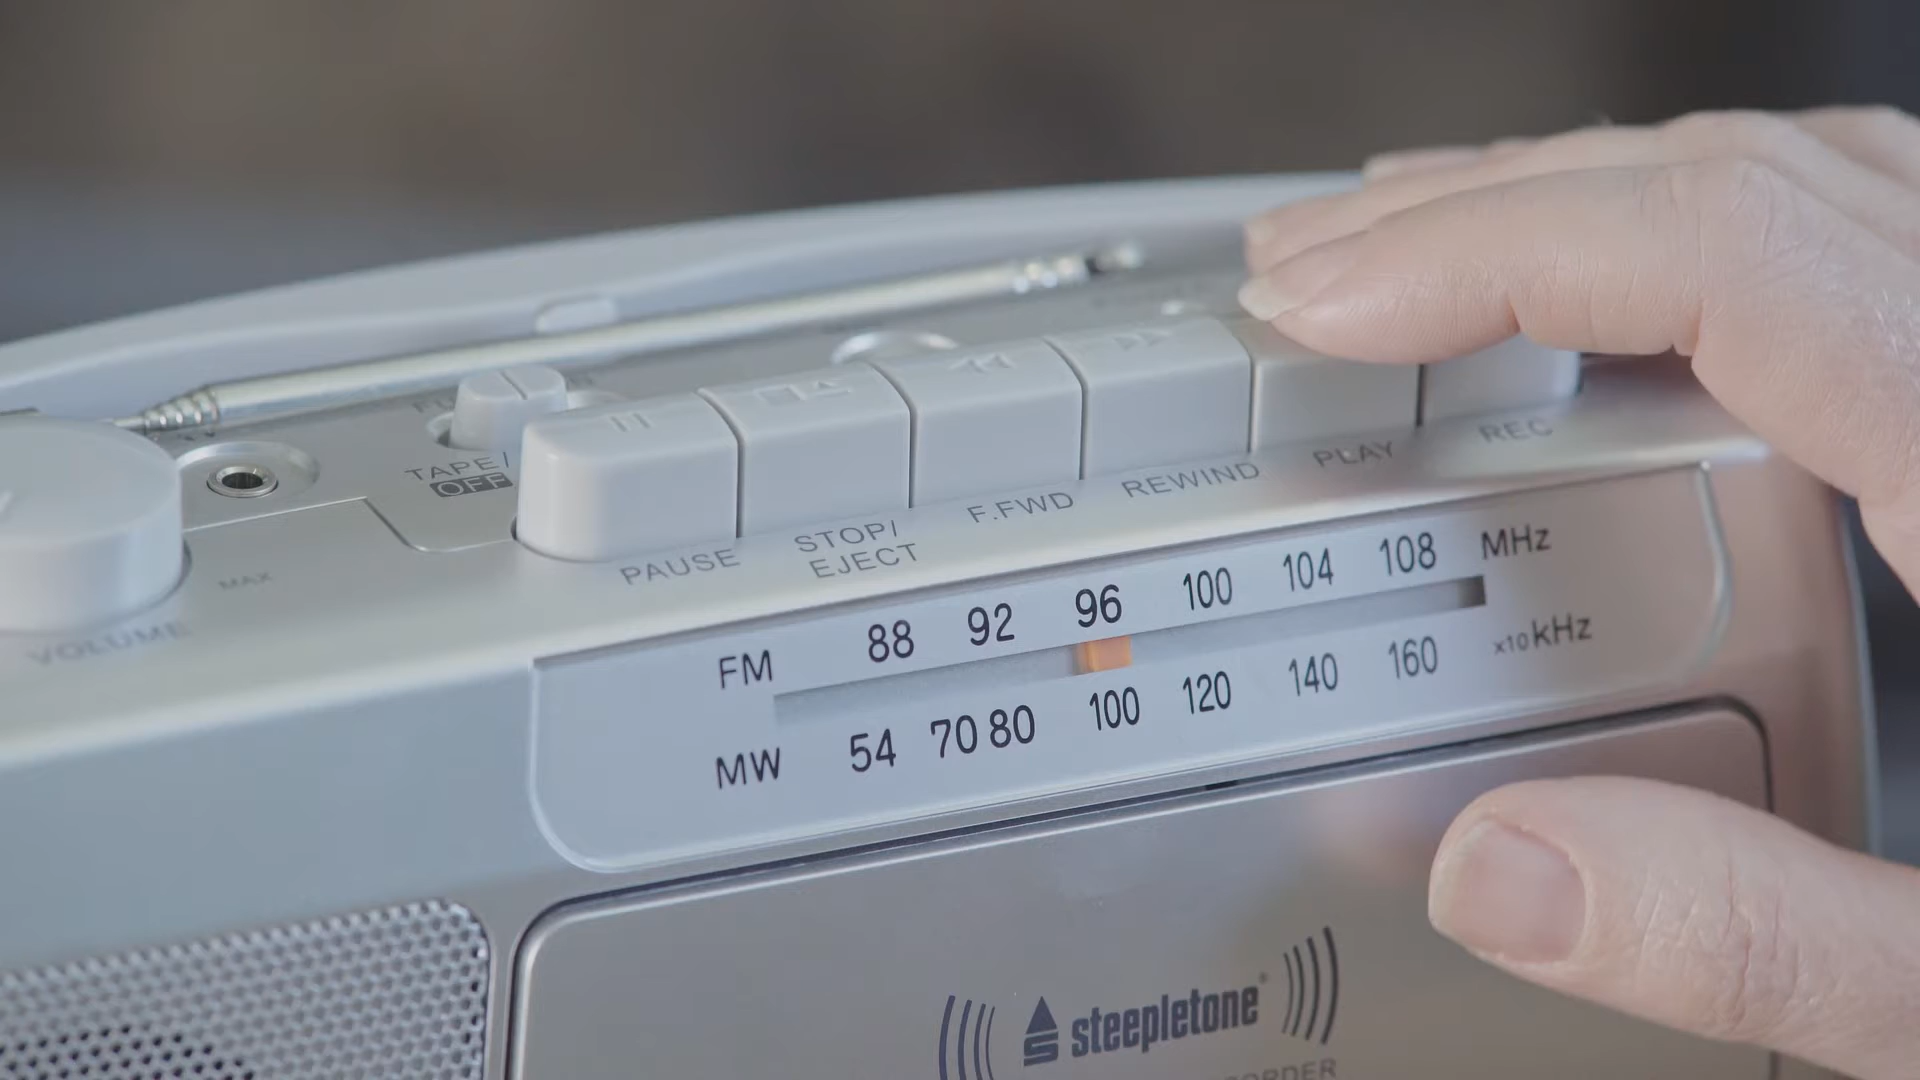 TAPE/
OFF
MAX
VOLUME
PAUSE
STOP/
EJECT
F.FWD
REWIND
PLAY
REC
FM 88 92 96 100 104 108 MHz
MW 54 70 80 100 120 140 160 x10 kHz
steepletone